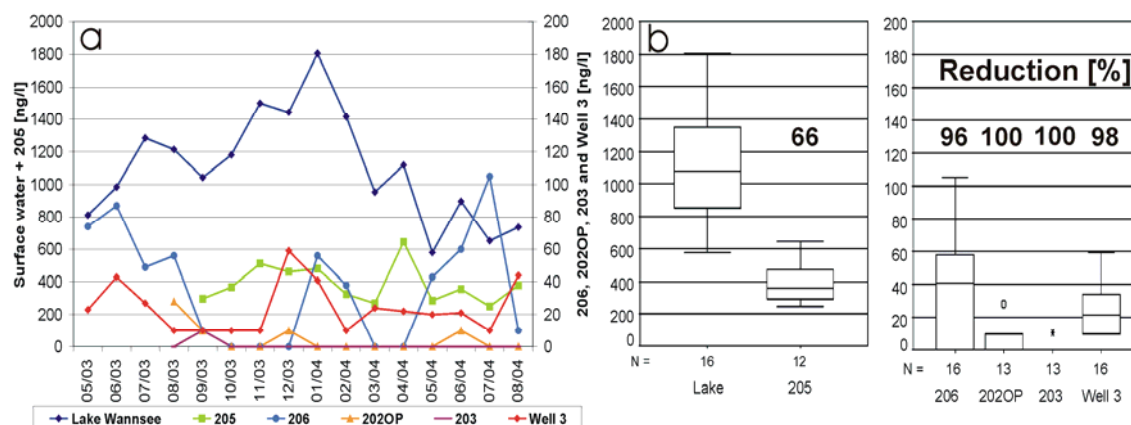 a
2000 200
1800 180
1600 160
1400 140
1200 120
1000 100
800 80
600 60
400 40
200 20
0 0
Surface water + 205 [ng/l]
206, 202OP, 203 and Well 3 [ng/l]
05/03 06/03 07/03 08/03 09/03 10/03 11/03 12/03 01/04 02/04 03/04 04/04 05/04 06/04 07/04 08/04
Lake Wannsee 205 206 202OP 203 Well 3
b
2000
1800
1600
1400
1200
1000
800
600
400
200
0
66
N = 16 12
Lake 205
200
180
160
140
120
100
80
60
40
20
0
Reduction [%]
96 100 100 98
N = 16 13 13 16
206 202OP 203 Well 3